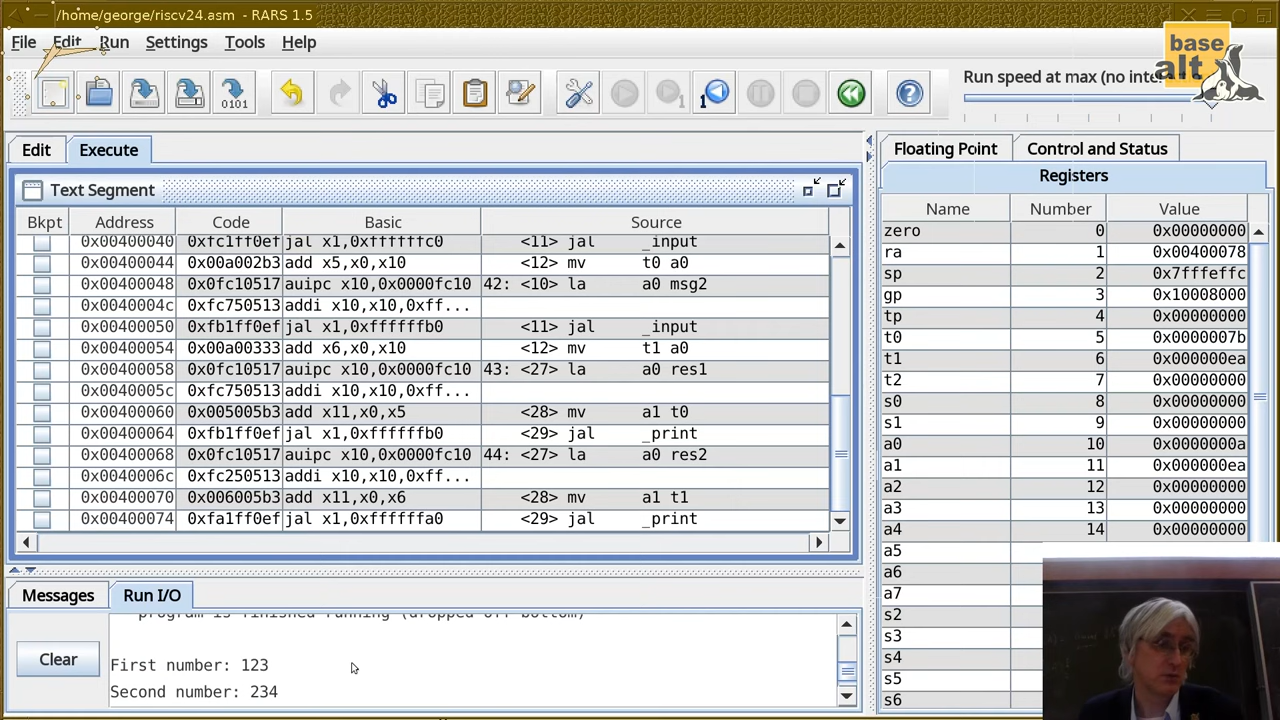 /home/george/riscv24.asm - RARS 1.5
File Edit Run Settings Tools Help
Run speed at max (no inte
base
alt
Edit Execute
Floating Point Control and Status
Registers
Text Segment
Bkpt Address Code Basic Source
0x00400040 0xfc1ff0ef jal x1,0xffffffc0 <11> jal _input
0x00400044 0x00a002b3 add x5,x0,x10 <12> mv t0 a0
0x00400048 0x0fc10517 auipc x10,0x0000fc10 42: <10> la a0 msg2
0x0040004c 0xfc750513 addi x10,x10,0xff...
0x00400050 0xfb1ff0ef jal x1,0xffffffb0 <11> jal _input
0x00400054 0x00a00333 add x6,x0,x10 <12> mv t1 a0
0x00400058 0x0fc10517 auipc x10,0x0000fc10 43: <27> la a0 res1
0x0040005c 0xfc750513 addi x10,x10,0xff...
0x00400060 0x005005b3 add x11,x0,x5 <28> mv a1 t0
0x00400064 0xfb1ff0ef jal x1,0xffffffb0 <29> jal _print
0x00400068 0x0fc10517 auipc x10,0x0000fc10 44: <27> la a0 res2
0x0040006c 0xfc250513 addi x10,x10,0xff...
0x00400070 0x006005b3 add x11,x0,x6 <28> mv a1 t1
0x00400074 0xfa1ff0ef jal x1,0xffffffa0 <29> jal _print
Name Number Value
zero 0 0x00000000
ra 1 0x00400078
sp 2 0x7fffeffc
gp 3 0x10008000
tp 4 0x00000000
t0 5 0x0000007b
t1 6 0x000000ea
t2 7 0x00000000
s0 8 0x00000000
s1 9 0x00000000
a0 10 0x0000000a
a1 11 0x000000ea
a2 12 0x00000000
a3 13 0x00000000
a4 14 0x00000000
a5
a6
a7
s2
s3
s4
s5
s6
Messages Run I/O
Clear
program is finished running (dropped off bottom)
First number: 123
Second number: 234